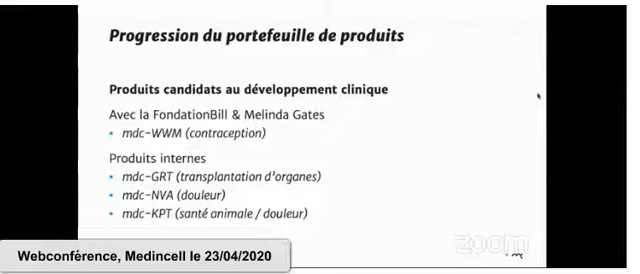 Progression du portefeuille de produits
Produits candidats au développement clinique
Avec la FondationBill & Melinda Gates
• mdc-WWM (contraception)
Produits internes
• mdc-GRT (transplantation d'organes)
• mdc-NVA (douleur)
• mdc-KPT (santé animale / douleur)
zoom
Webconférence, Medincell le 23/04/2020